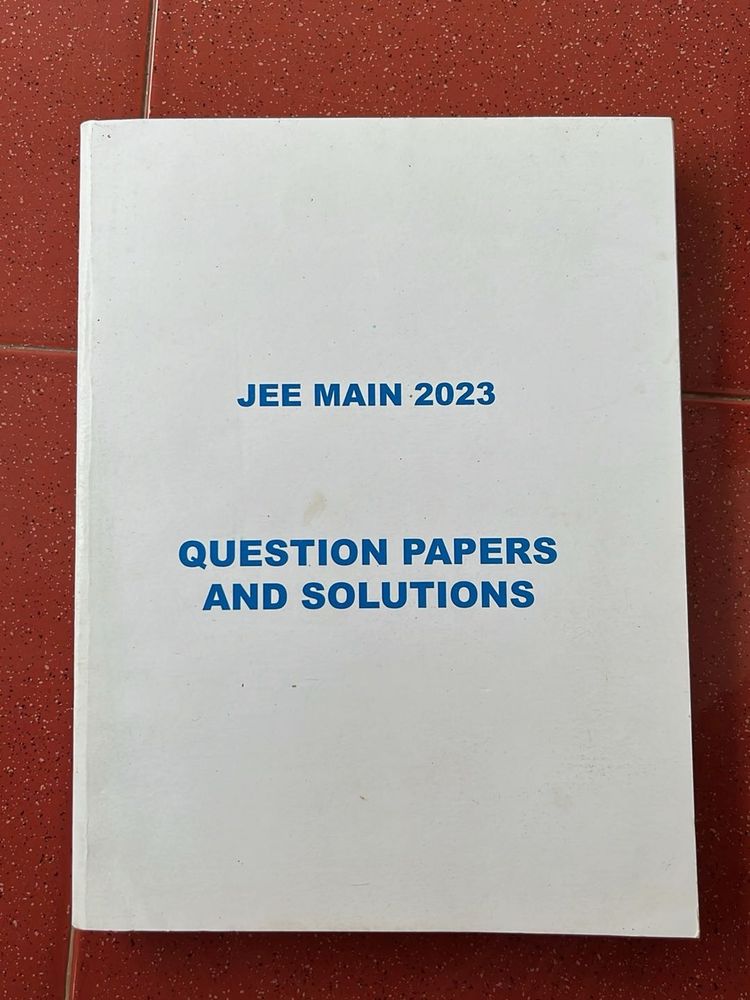 JEE MAIN 2023
QUESTION PAPERS
AND SOLUTIONS